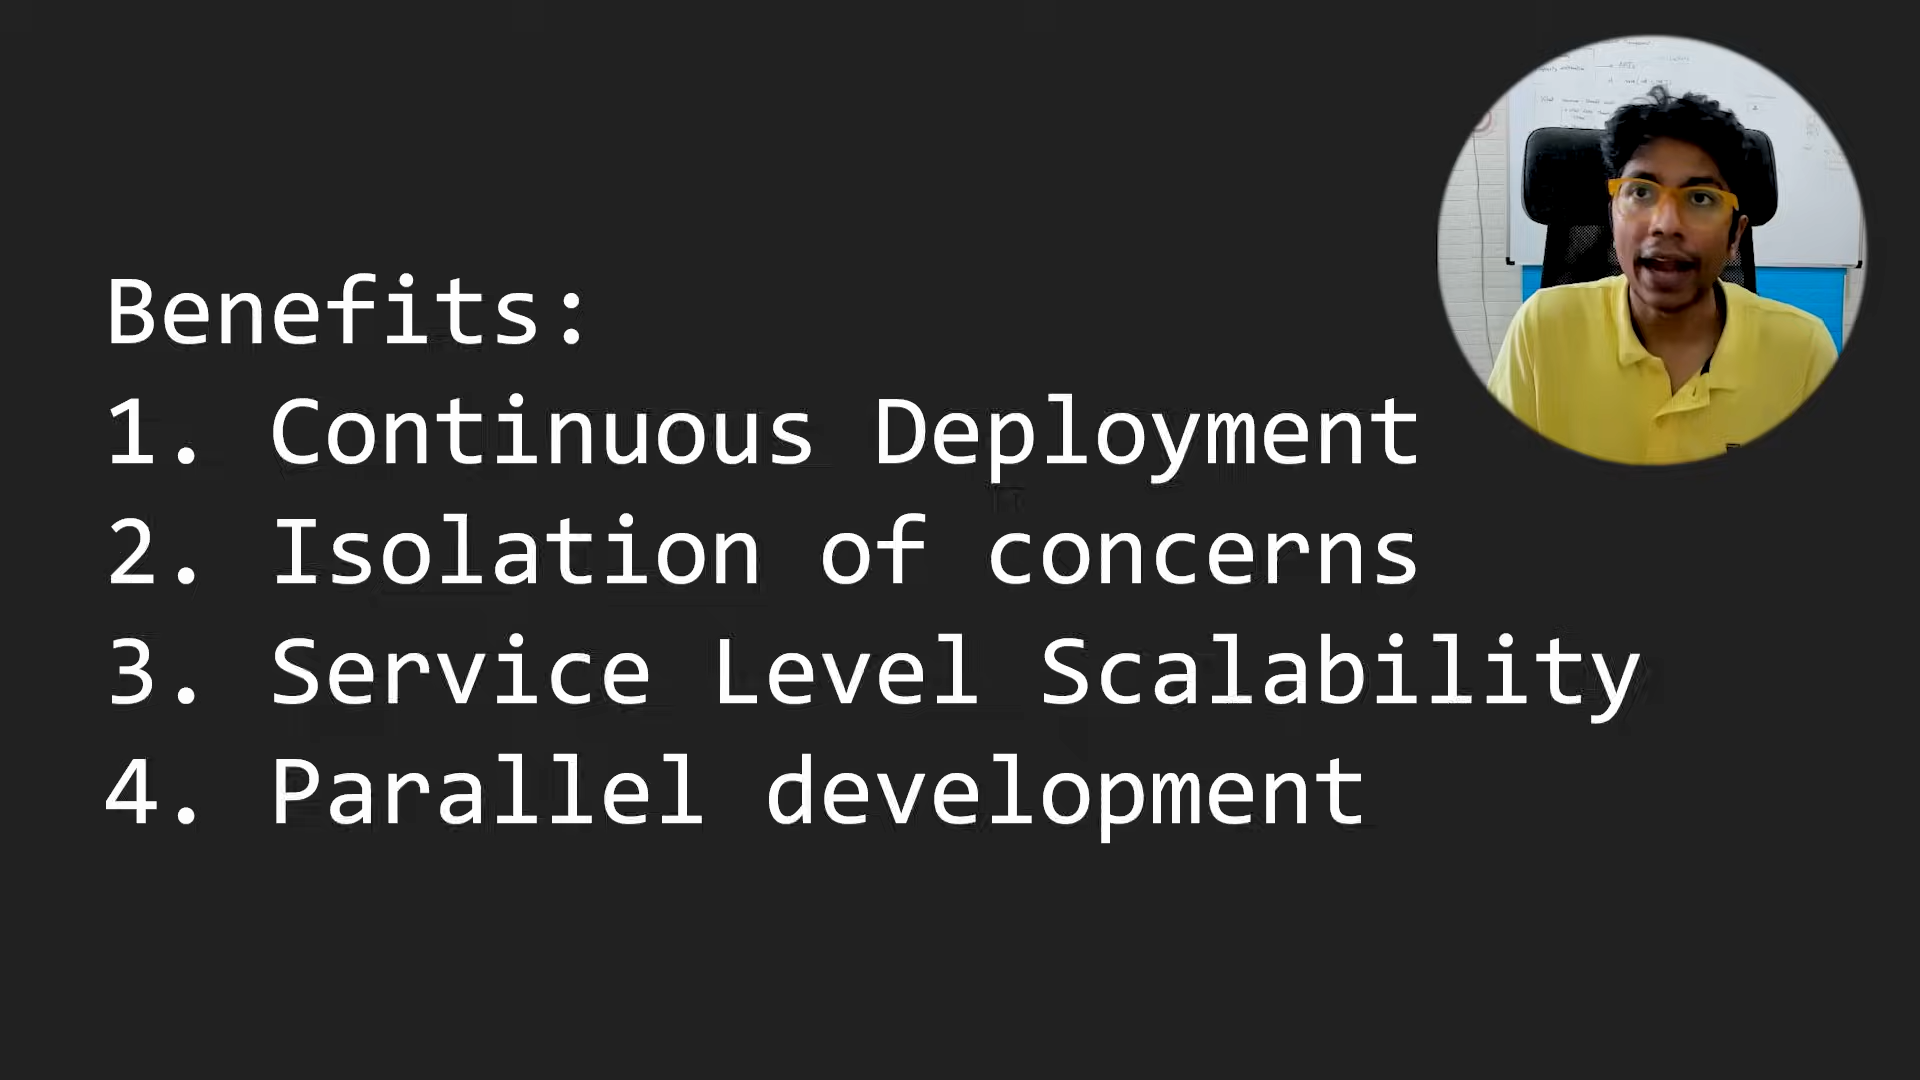 Benefits:
1. Continuous Deployment
2. Isolation of concerns
3. Service Level Scalability
4. Parallel development